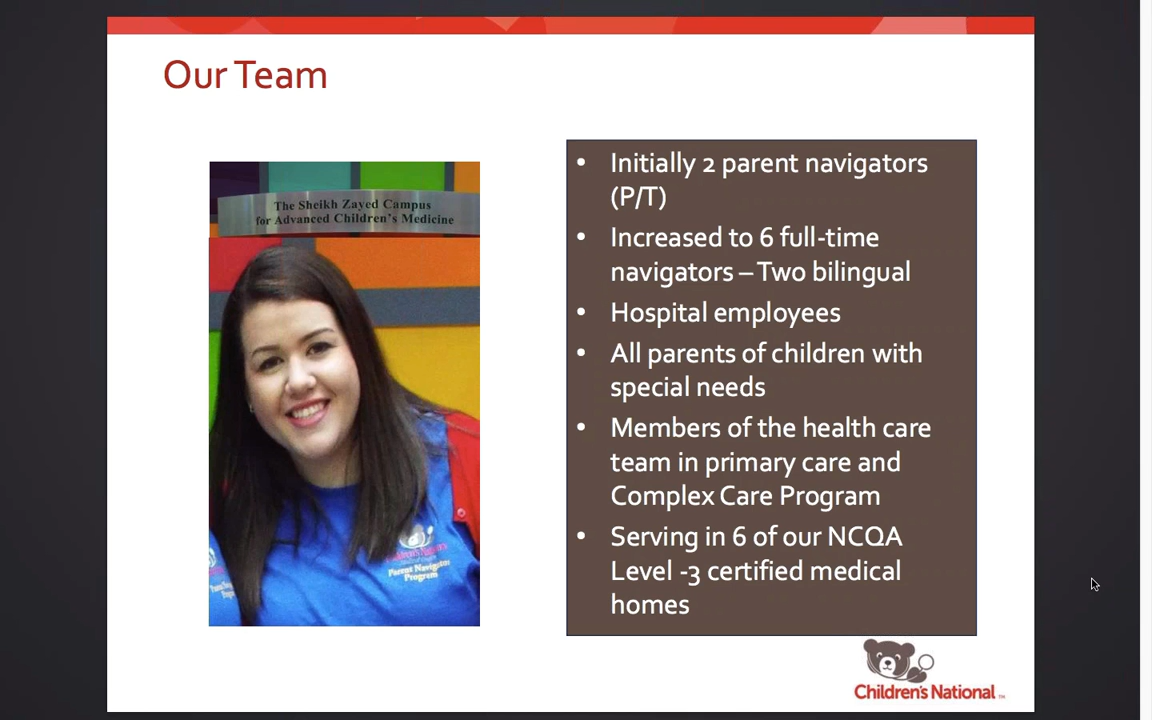 Our Team
The Sheikh Zayed Campus
for Advanced Children's Medicine
Children's National
Parent Navigator
Program
• Initially 2 parent navigators
(P/T)
• Increased to 6 full-time
navigators – Two bilingual
• Hospital employees
• All parents of children with
special needs
• Members of the health care
team in primary care and
Complex Care Program
• Serving in 6 of our NCQA
Level -3 certified medical
homes
Children's National ™